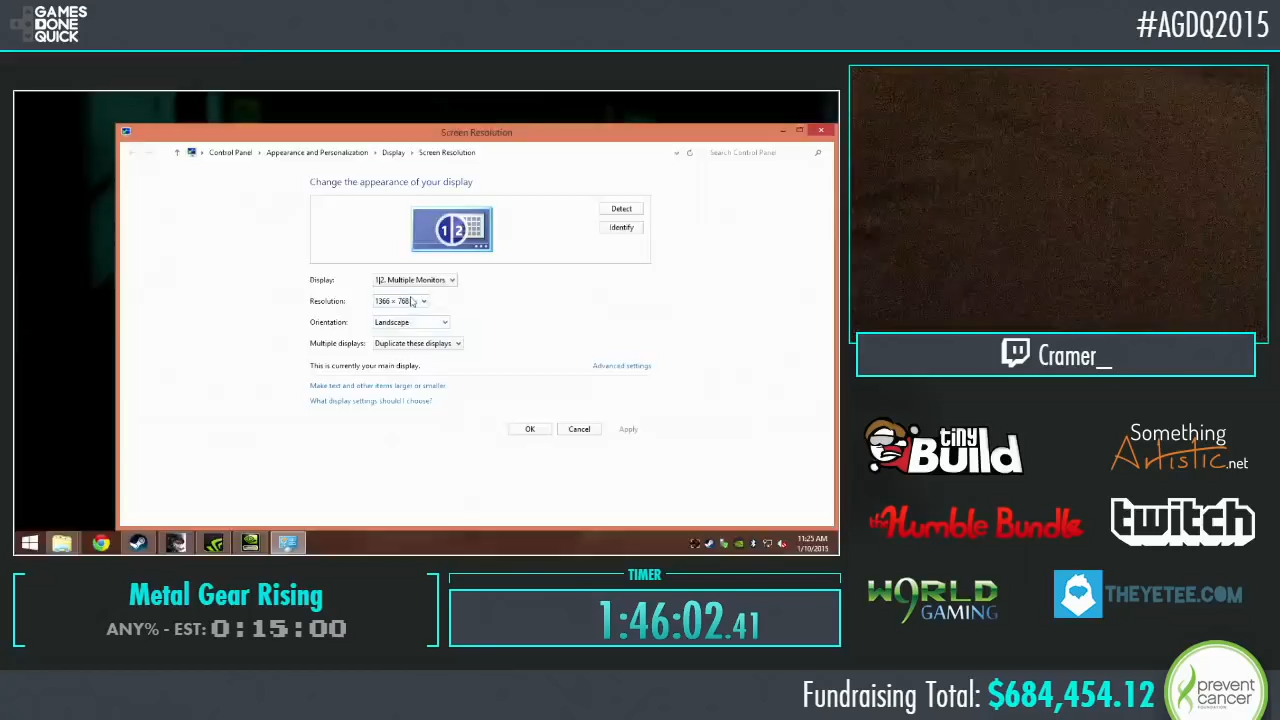 GAMES
DONE
QUICK
#AGDQ2015
Screen Resolution
Control Panel
Appearance and Personalization
Display
Screen Resolution
Search Control Panel
Change the appearance of your display
1 2
Detect
Identify
Display:
1|2. Multiple Monitors
Resolution:
1366 × 768
Orientation:
Landscape
Multiple displays:
Duplicate these displays
This is currently your main display.
Advanced settings
Make text and other items larger or smaller
What display settings should I choose?
OK
Cancel
Apply
11:25 AM
1/10/2015
Cramer_
tiny
Build
Something
Artistic.net
the Humble Bundle
twitch
W9RLD
GAMING
THEYETEE.COM
Metal Gear Rising
ANY% - EST: 0:15:00
TIMER
1:46:02.41
Fundraising Total: $684,454.12
prevent
cancer
FOUNDATION